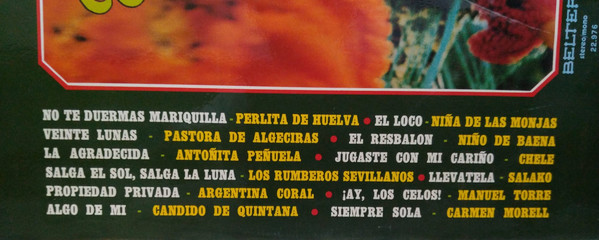 BELTER
stereo/mono
22.976
NO TE DUERMAS MARIQUILLA - PERLITA DE HUELVA • EL LOCO - NIÑA DE LAS MONJAS
VEINTE LUNAS - PASTORA DE ALGECIRAS • EL RESBALON - NIÑO DE BAENA
LA AGRADECIDA - ANTOÑITA PEÑUELA • JUGASTE CON MI CARIÑO - CHELE
SALGA EL SOL, SALGA LA LUNA - LOS RUMBEROS SEVILLANOS • LLEVATELA - SALAKO
PROPIEDAD PRIVADA - ARGENTINA CORAL • ¡AY, LOS CELOS! - MANUEL TORRE
ALGO DE MI - CANDIDO DE QUINTANA • SIEMPRE SOLA - CARMEN MORELL